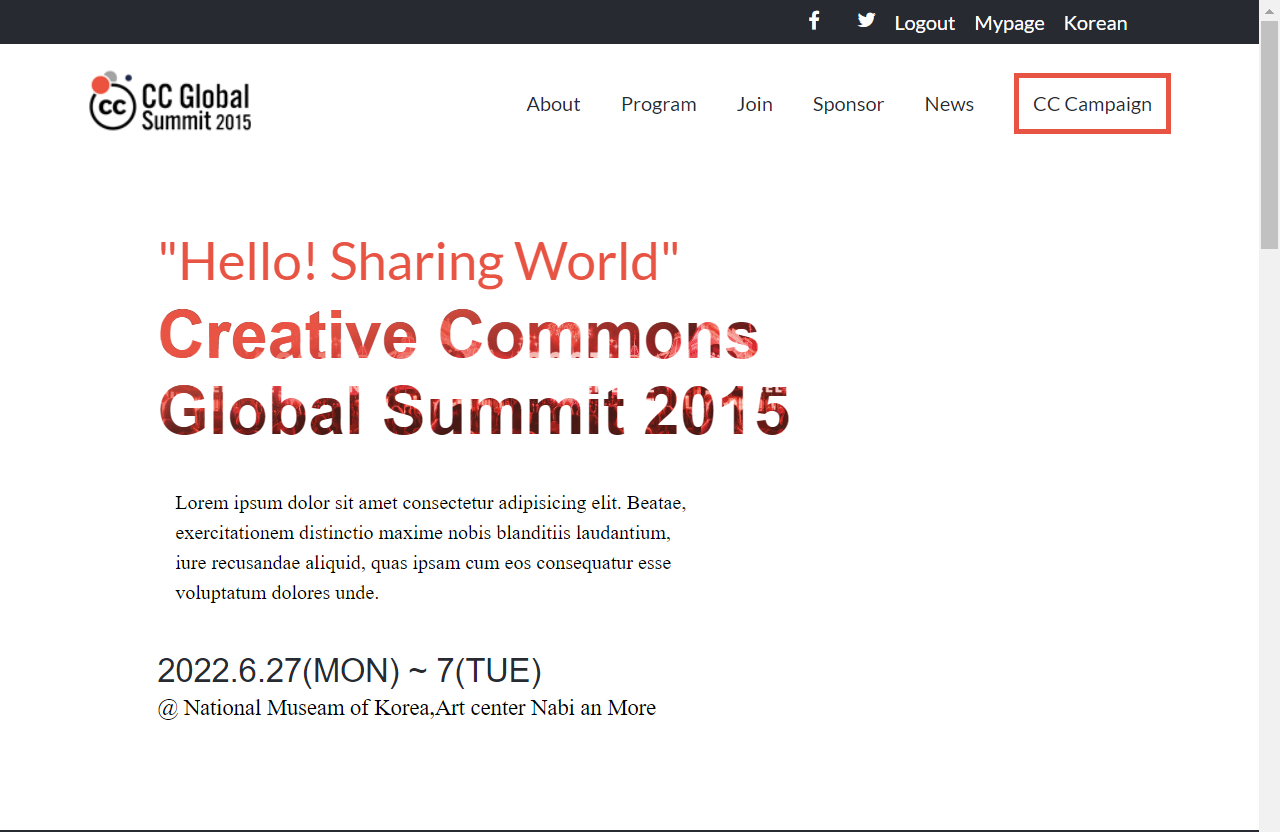 Logout Mypage Korean
cc CC Global
Summit 2015
About Program Join Sponsor News CC Campaign
"Hello! Sharing World"
Creative Commons
Global Summit 2015
Lorem ipsum dolor sit amet consectetur adipisicing elit. Beatae,
exercitationem distinctio maxime nobis blanditiis laudantium,
iure recusandae aliquid, quas ipsam cum eos consequatur esse
voluptatum dolores unde.
2022.6.27(MON) ~ 7(TUE)
@ National Museam of Korea,Art center Nabi an More